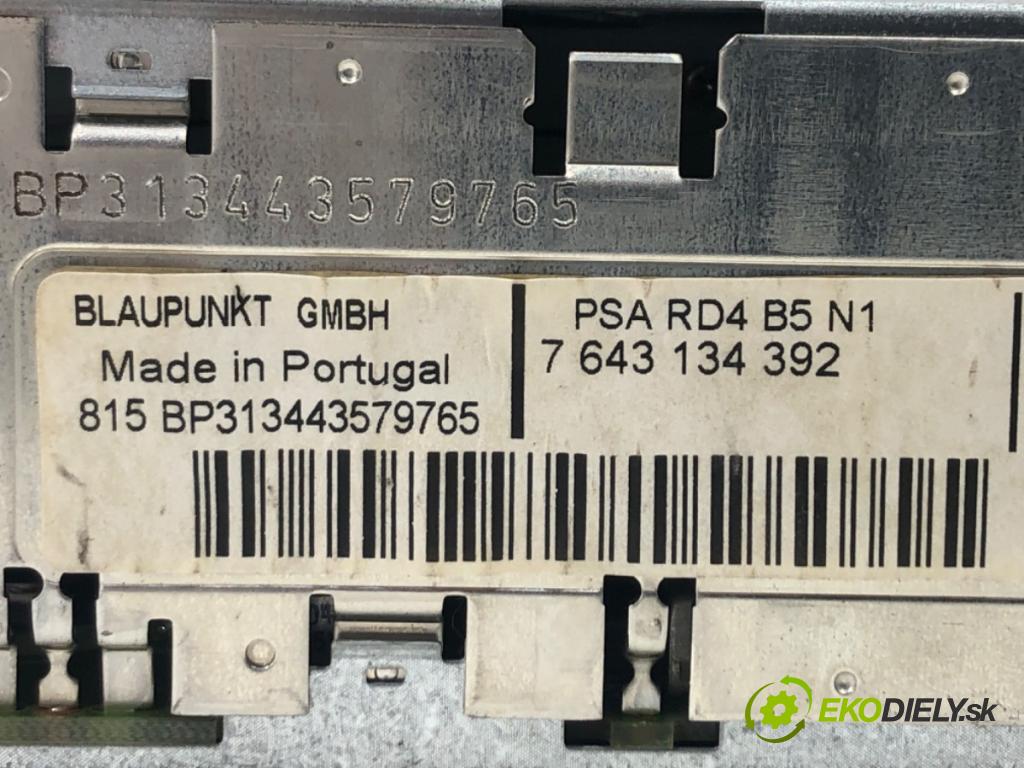 BP313443579765
BLAUPUNKT GMBH
Made in Portugal
815 BP313443579765
PSA RD4 B5 N1
7 643 134 392
EKODIELY.sk